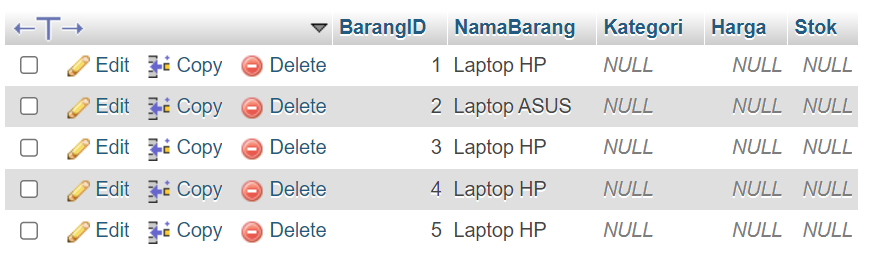 BarangID NamaBarang Kategori Harga Stok
Edit Copy Delete 1 Laptop HP NULL NULL NULL
Edit Copy Delete 2 Laptop ASUS NULL NULL NULL
Edit Copy Delete 3 Laptop HP NULL NULL NULL
Edit Copy Delete 4 Laptop HP NULL NULL NULL
Edit Copy Delete 5 Laptop HP NULL NULL NULL